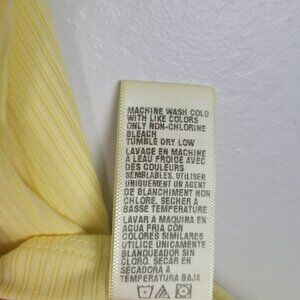 MACHINE WASH COLD
WITH LIKE COLORS
ONLY NON-CHLORINE
BLEACH
TUMBLE DRY LOW
LAVAGE EN MACHINE
A LEAU FROIDE AVEC
DES COULEURS
SEMBLABLES. UTILISER
UNIQUEMENT UN AGENT
DE BLANCHIMENT NON
CHLORE. SECHER A
BASSE TEMPERATURE
LAVAR A MAQUINA EN
AGUA FRIA CON
COLORES SIMILARES
UTILICE UNICAMENTE
BLANQUEADOR SIN
CLORO. SECAR EN
SECADORA A
TEMPERATURA BAJA